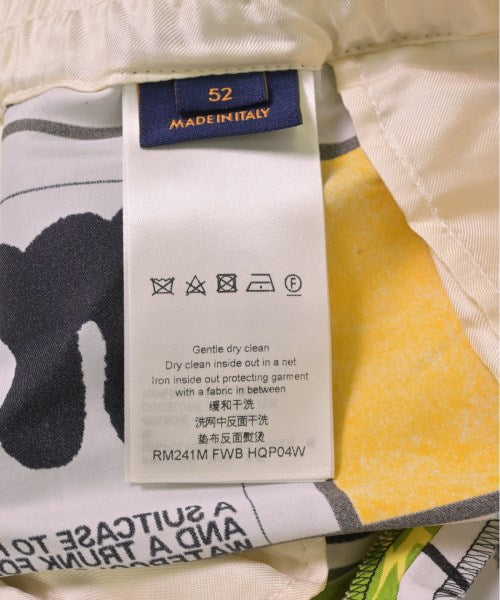 52
MADE IN ITALY
F
Gentle dry clean
Dry clean inside out in a net
Iron inside out protecting garment
with a fabric in between
缓和干洗
洗网中反面干洗
垫布反面熨烫
RM241M FWB HQP04W
A SUITCASE TO
AND A TRUNK FO